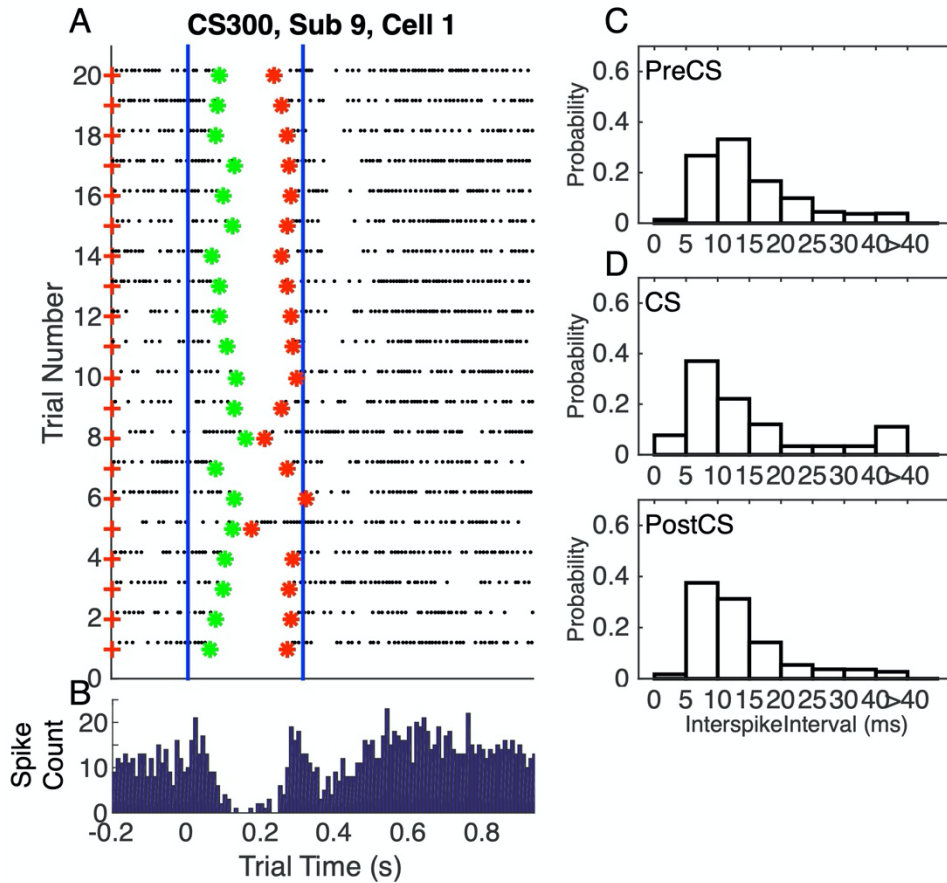 A
CS300, Sub 9, Cell 1
Trial Number
20
18
16
14
12
10
8
6
4
2
0
B
Spike
Count
20
10
0
-0.2 0 0.2 0.4 0.6 0.8
Trial Time (s)
C
PreCS
Probability
0.6
0.4
0.2
0
0 5 10 15 20 25 30 40 >40
D
CS
Probability
0.6
0.4
0.2
0
0 5 10 15 20 25 30 40 >40
PostCS
Probability
0.6
0.4
0.2
0
0 5 10 15 20 25 30 40 >40
InterspikeInterval (ms)